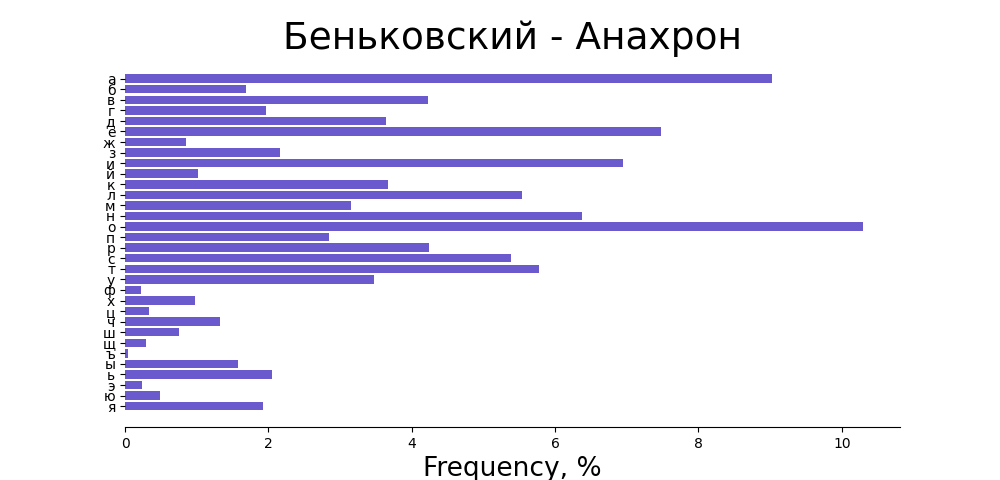 Беньковский - Анахрон
а
б
в
г
д
е
ж
з
и
й
к
л
м
н
о
п
р
с
т
у
ф
х
ц
ч
ш
щ
ъ
ы
ь
э
ю
я
0 2 4 6 8 10
Frequency, %